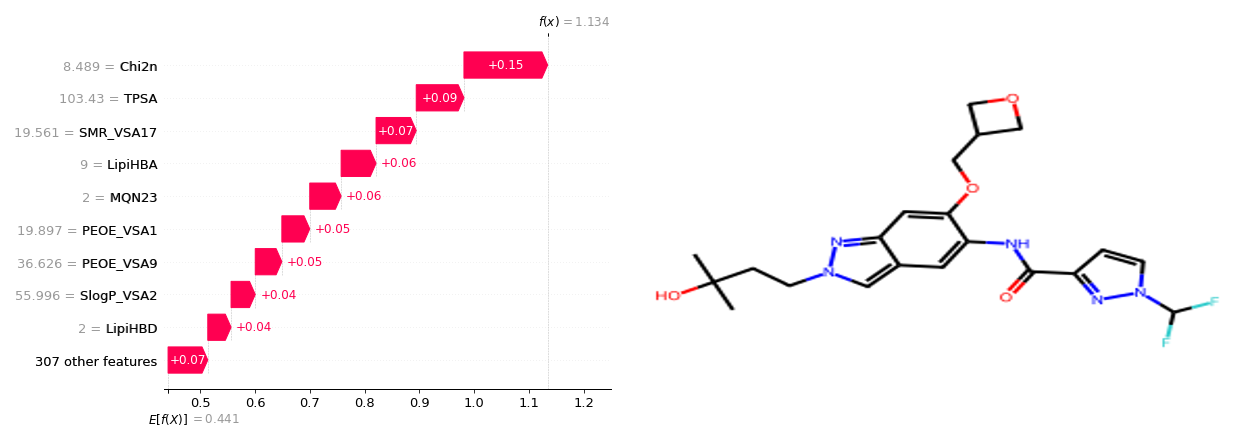 f(x) = 1.134
8.489 = Chi2n
+0.15
103.43 = TPSA
+0.09
19.561 = SMR_VSA17
+0.07
9 = LipiHBA
+0.06
2 = MQN23
+0.06
19.897 = PEOE_VSA1
+0.05
36.626 = PEOE_VSA9
+0.05
55.996 = SlogP_VSA2
+0.04
2 = LipiHBD
+0.04
307 other features
+0.07
0.5 0.6 0.7 0.8 0.9 1.0 1.1 1.2
E[f(X)] = 0.441
O
O
N
NH
N
HO
O
N
N
F
F